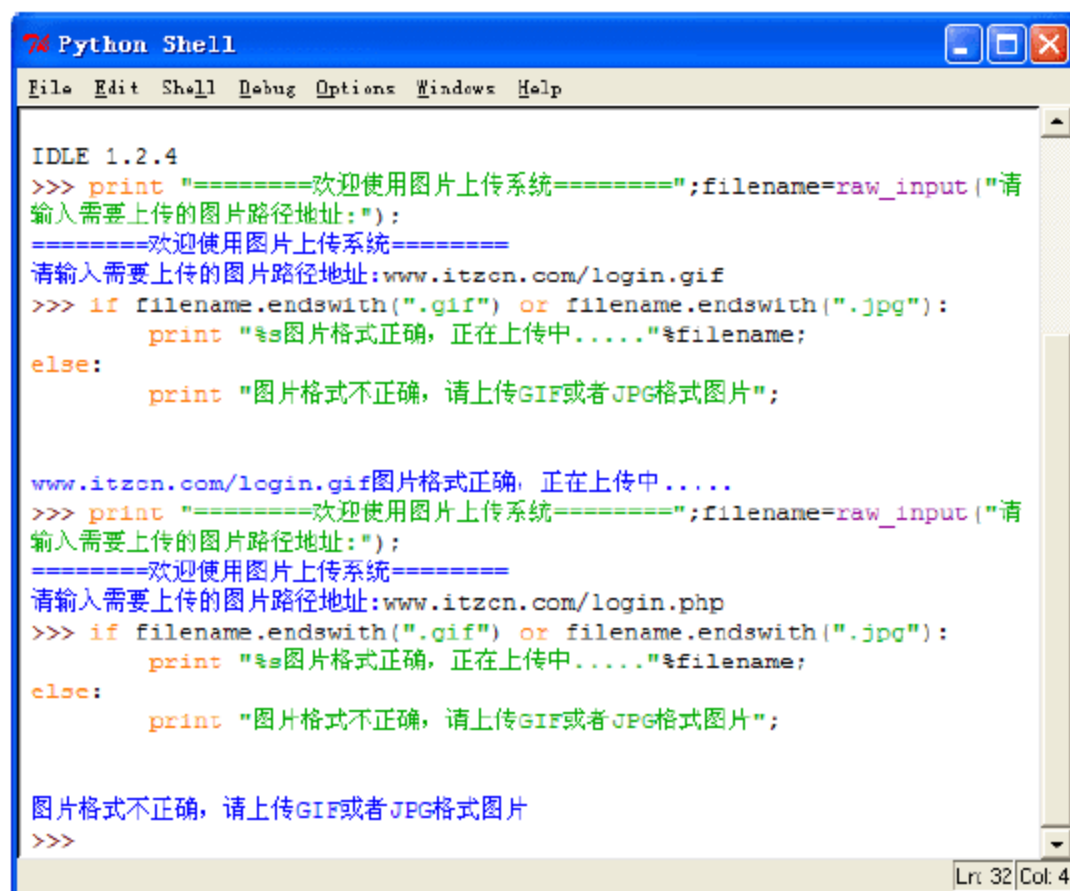 Python Shell
File Edit Shell Debug Options Windows Help
IDLE 1.2.4
>>> print "========欢迎使用图片上传系统========";filename=raw_input("请
输入需要上传的图片路径地址:");
========欢迎使用图片上传系统========
请输入需要上传的图片路径地址:www.itzcn.com/login.gif
>>> if filename.endswith(".gif") or filename.endswith(".jpg"):
        print "%s图片格式正确，正在上传中....."%filename;
else:
        print "图片格式不正确，请上传GIF或者JPG格式图片";
www.itzcn.com/login.gif图片格式正确，正在上传中.....
>>> print "========欢迎使用图片上传系统========";filename=raw_input("请
输入需要上传的图片路径地址:");
========欢迎使用图片上传系统========
请输入需要上传的图片路径地址:www.itzcn.com/login.php
>>> if filename.endswith(".gif") or filename.endswith(".jpg"):
        print "%s图片格式正确，正在上传中....."%filename;
else:
        print "图片格式不正确，请上传GIF或者JPG格式图片";
图片格式不正确，请上传GIF或者JPG格式图片
>>>
Ln: 32 Col: 4